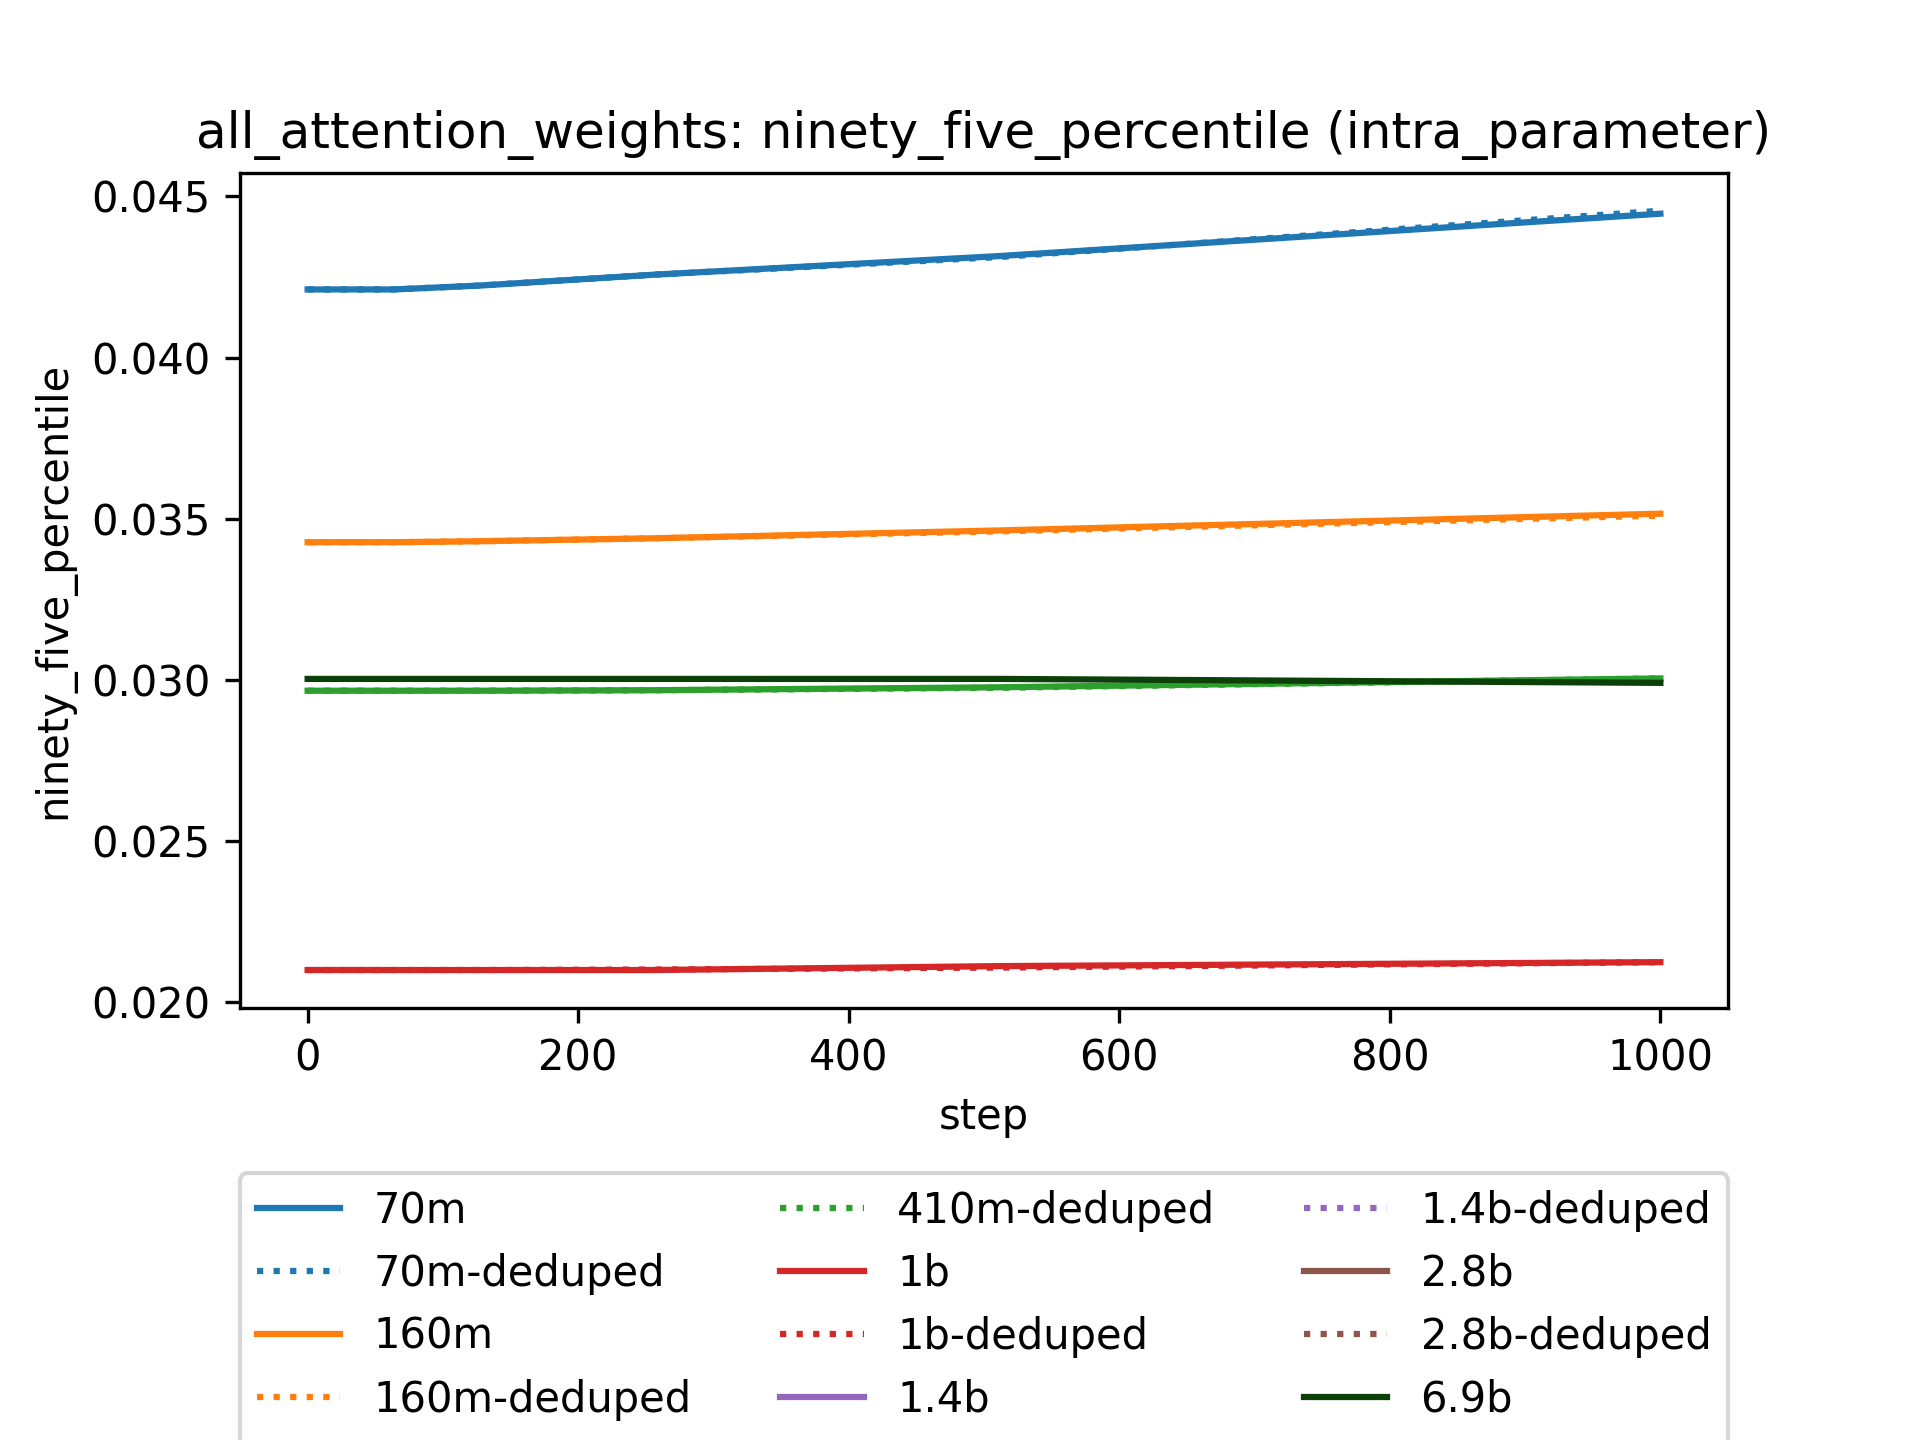 all_attention_weights: ninety_five_percentile (intra_parameter)
ninety_five_percentile
0.045
0.040
0.035
0.030
0.025
0.020
0 200 400 600 800 1000
step
70m
70m-deduped
160m
160m-deduped
410m-deduped
1b
1b-deduped
1.4b
1.4b-deduped
2.8b
2.8b-deduped
6.9b